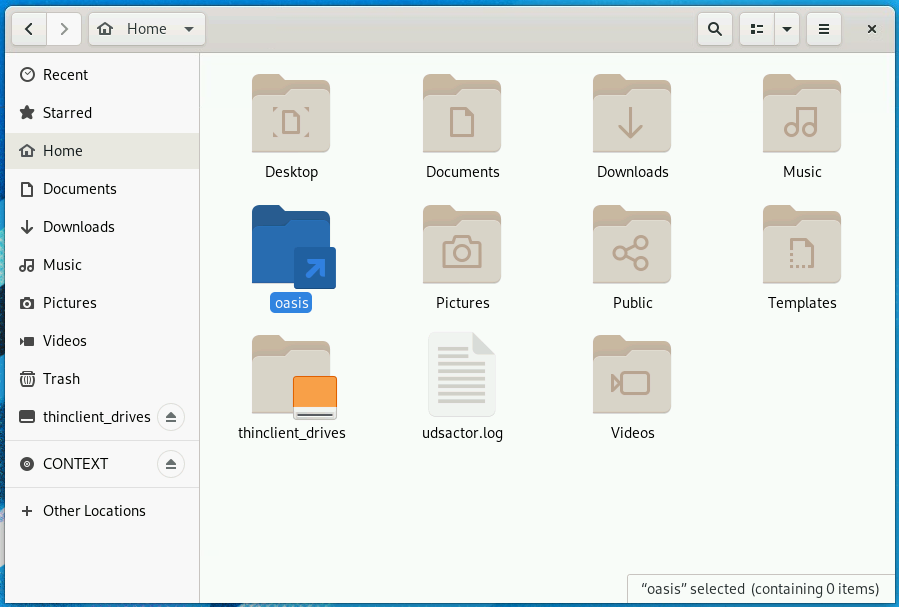 Home
Recent
Starred
Home
Documents
Downloads
Music
Pictures
Videos
Trash
thinclient_drives
CONTEXT
Other Locations
Desktop
Documents
Downloads
Music
oasis
Pictures
Public
Templates
thinclient_drives
udsactor.log
Videos
“oasis” selected (containing 0 items)